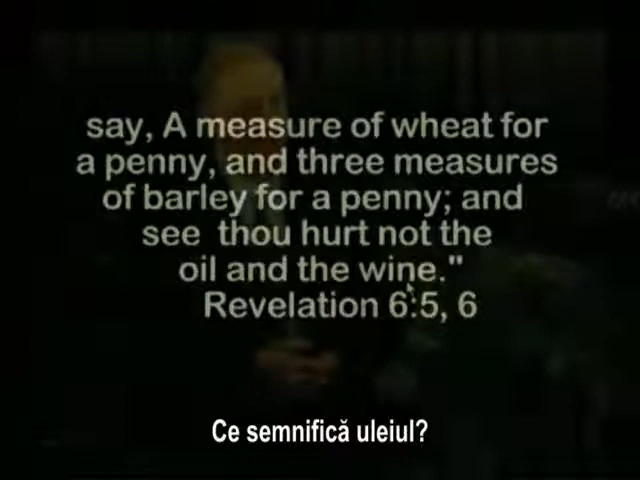 say, A measure of wheat for
a penny, and three measures
of barley for a penny; and
see thou hurt not the
oil and the wine."
Revelation 6:5, 6
Ce semnifică uleiul?